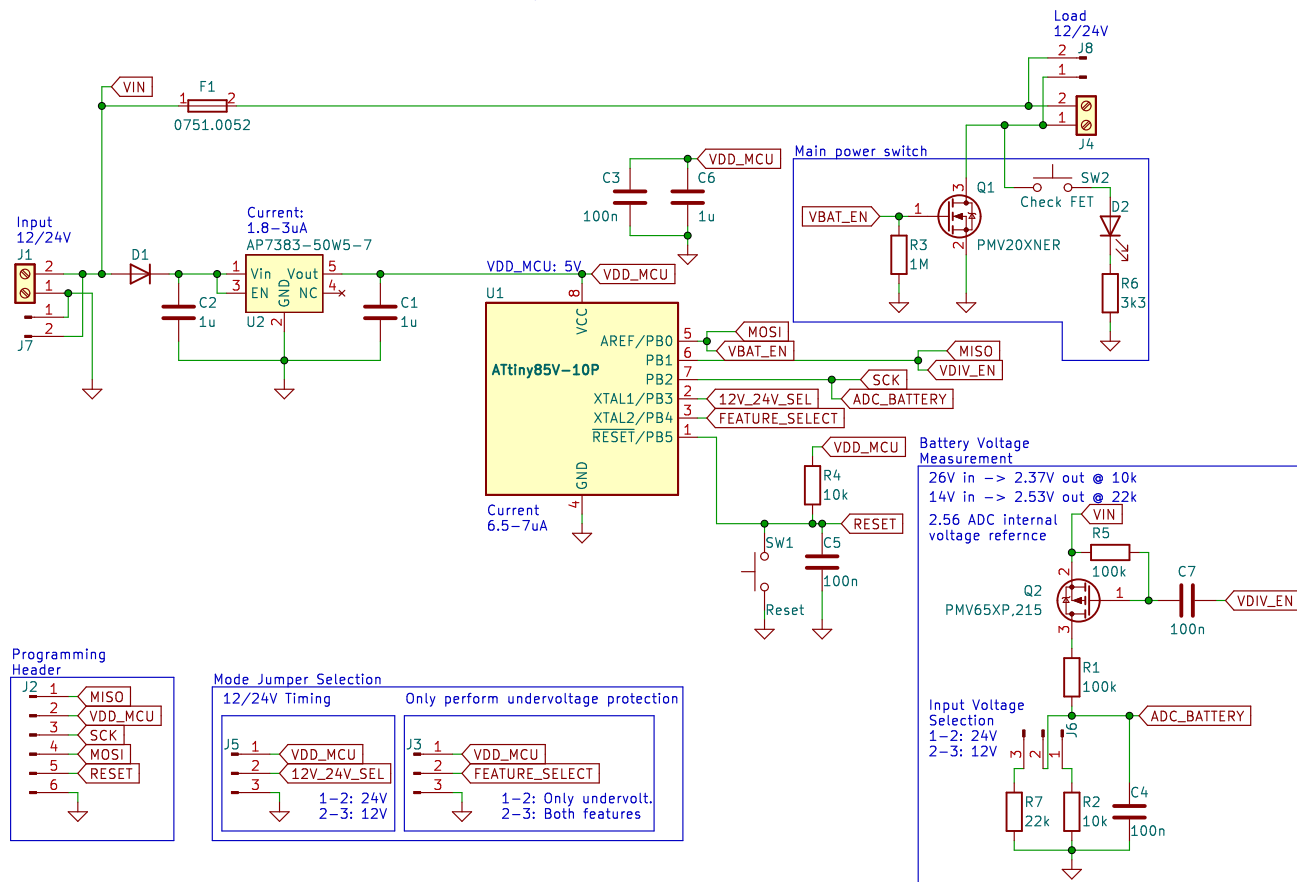 Load
12/24V
2 J8
1
VIN
F1
1 2
0751.0052
2
1
J4
Main power switch
VDD_MCU
C3
100n
C6
1u
SW2
Check FET
Q1
3
1
2
VBAT_EN
PMV20XNER
R3
1M
D2
R6
3k3
Input
12/24V
J1
2
1
1
2
J7
D1
Current:
1.8-3uA
AP7383-50W5-7
1 Vin Vout 5
3 EN NC 4
GND
U2 2
C2
1u
C1
1u
VDD_MCU: 5V
VDD_MCU
U1
8
VCC
ATtiny85V-10P
AREF/PB0 5
PB1 6
PB2 7
XTAL1/PB3 2
XTAL2/PB4 3
RESET/PB5 1
GND
4
Current
6.5-7uA
MOSI
VBAT_EN
MISO
VDIV_EN
SCK
ADC_BATTERY
12V_24V_SEL
FEATURE_SELECT
VDD_MCU
R4
10k
RESET
SW1
Reset
C5
100n
Battery Voltage
Measurement
26V in -> 2.37V out @ 10k
14V in -> 2.53V out @ 22k
2.56 ADC internal
voltage refernce
VIN
R5
100k
2
Q2
1
3
PMV65XP,215
C7
100n
VDIV_EN
R1
100k
Input Voltage
Selection
1-2: 24V
2-3: 12V
ADC_BATTERY
J6
3 2 1
R7
22k
R2
10k
C4
100n
Programming
Header
J2
1 MISO
2 VDD_MCU
3 SCK
4 MOSI
5 RESET
6
Mode Jumper Selection
12/24V Timing
J5
1 VDD_MCU
2 12V_24V_SEL
3
1-2: 24V
2-3: 12V
Only perform undervoltage protection
J3
1 VDD_MCU
2 FEATURE_SELECT
3
1-2: Only undervolt.
2-3: Both features